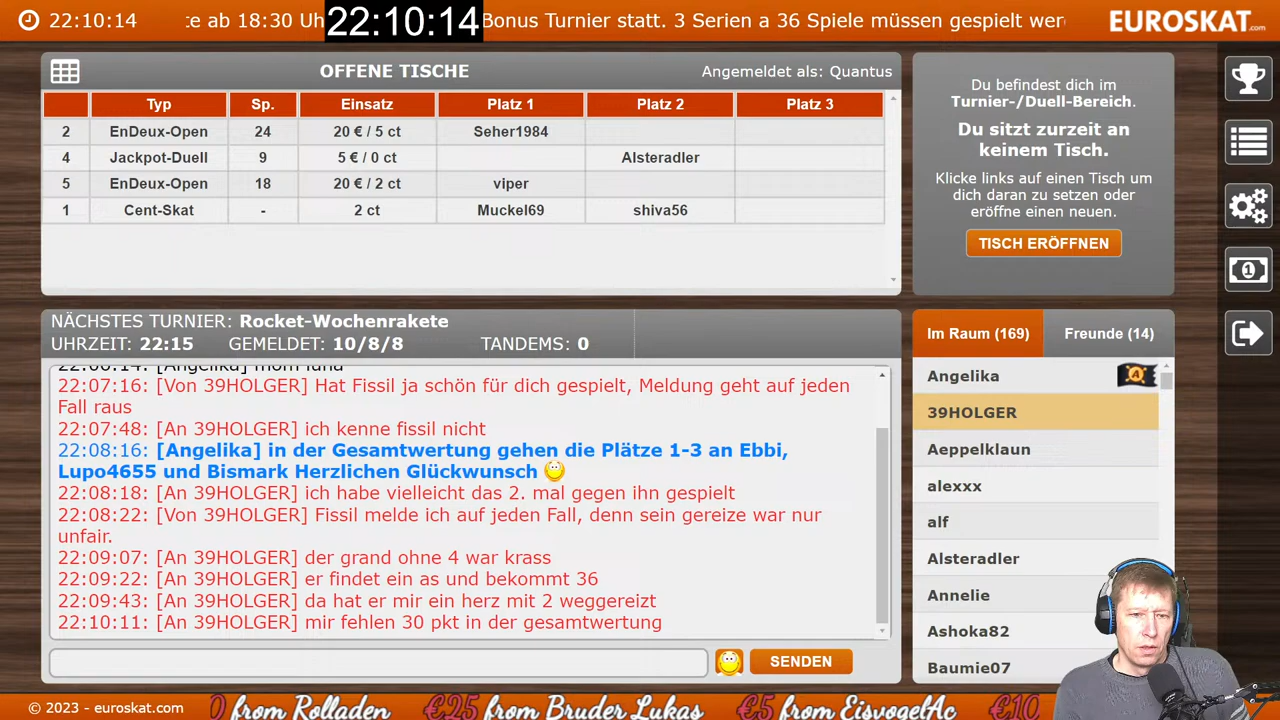 22:10:14
te ab 18:30 Uh
22:10:14
Bonus Turnier statt. 3 Serien a 36 Spiele müssen gespielt wer
EUROSKAT.com
OFFENE TISCHE
Angemeldet als: Quantus
Typ Sp. Einsatz Platz 1 Platz 2 Platz 3
2 EnDeux-Open 24 20 € / 5 ct Seher1984
4 Jackpot-Duell 9 5 € / 0 ct Alsteradler
5 EnDeux-Open 18 20 € / 2 ct viper
1 Cent-Skat - 2 ct Muckel69 shiva56
Du befindest dich im
Turnier-/Duell-Bereich.
Du sitzt zurzeit an
keinem Tisch.
Klicke links auf einen Tisch um
dich daran zu setzen oder
eröffne einen neuen.
TISCH ERÖFFNEN
1
NÄCHSTES TURNIER: Rocket-Wochenrakete
UHRZEIT: 22:15 GEMELDET: 10/8/8 TANDEMS: 0
22:07:16: [Von 39HOLGER] Hat Fissil ja schön für dich gespielt, Meldung geht auf jeden
Fall raus
22:07:48: [An 39HOLGER] ich kenne fissil nicht
22:08:16: [Angelika] in der Gesamtwertung gehen die Plätze 1-3 an Ebbi,
Lupo4655 und Bismark Herzlichen Glückwunsch
22:08:18: [An 39HOLGER] ich habe vielleicht das 2. mal gegen ihn gespielt
22:08:22: [Von 39HOLGER] Fissil melde ich auf jeden Fall, denn sein gereize war nur
unfair.
22:09:07: [An 39HOLGER] der grand ohne 4 war krass
22:09:22: [An 39HOLGER] er findet ein as und bekommt 36
22:09:43: [An 39HOLGER] da hat er mir ein herz mit 2 weggereizt
22:10:11: [An 39HOLGER] mir fehlen 30 pkt in der gesamtwertung
SENDEN
Im Raum (169) Freunde (14)
Angelika
39HOLGER
Aeppelklaun
alexxx
alf
Alsteradler
Annelie
Ashoka82
Baumie07
© 2023 - euroskat.com
0 from Rolladen €25 from Bruder Lukas €5 from EisvogelAc €10